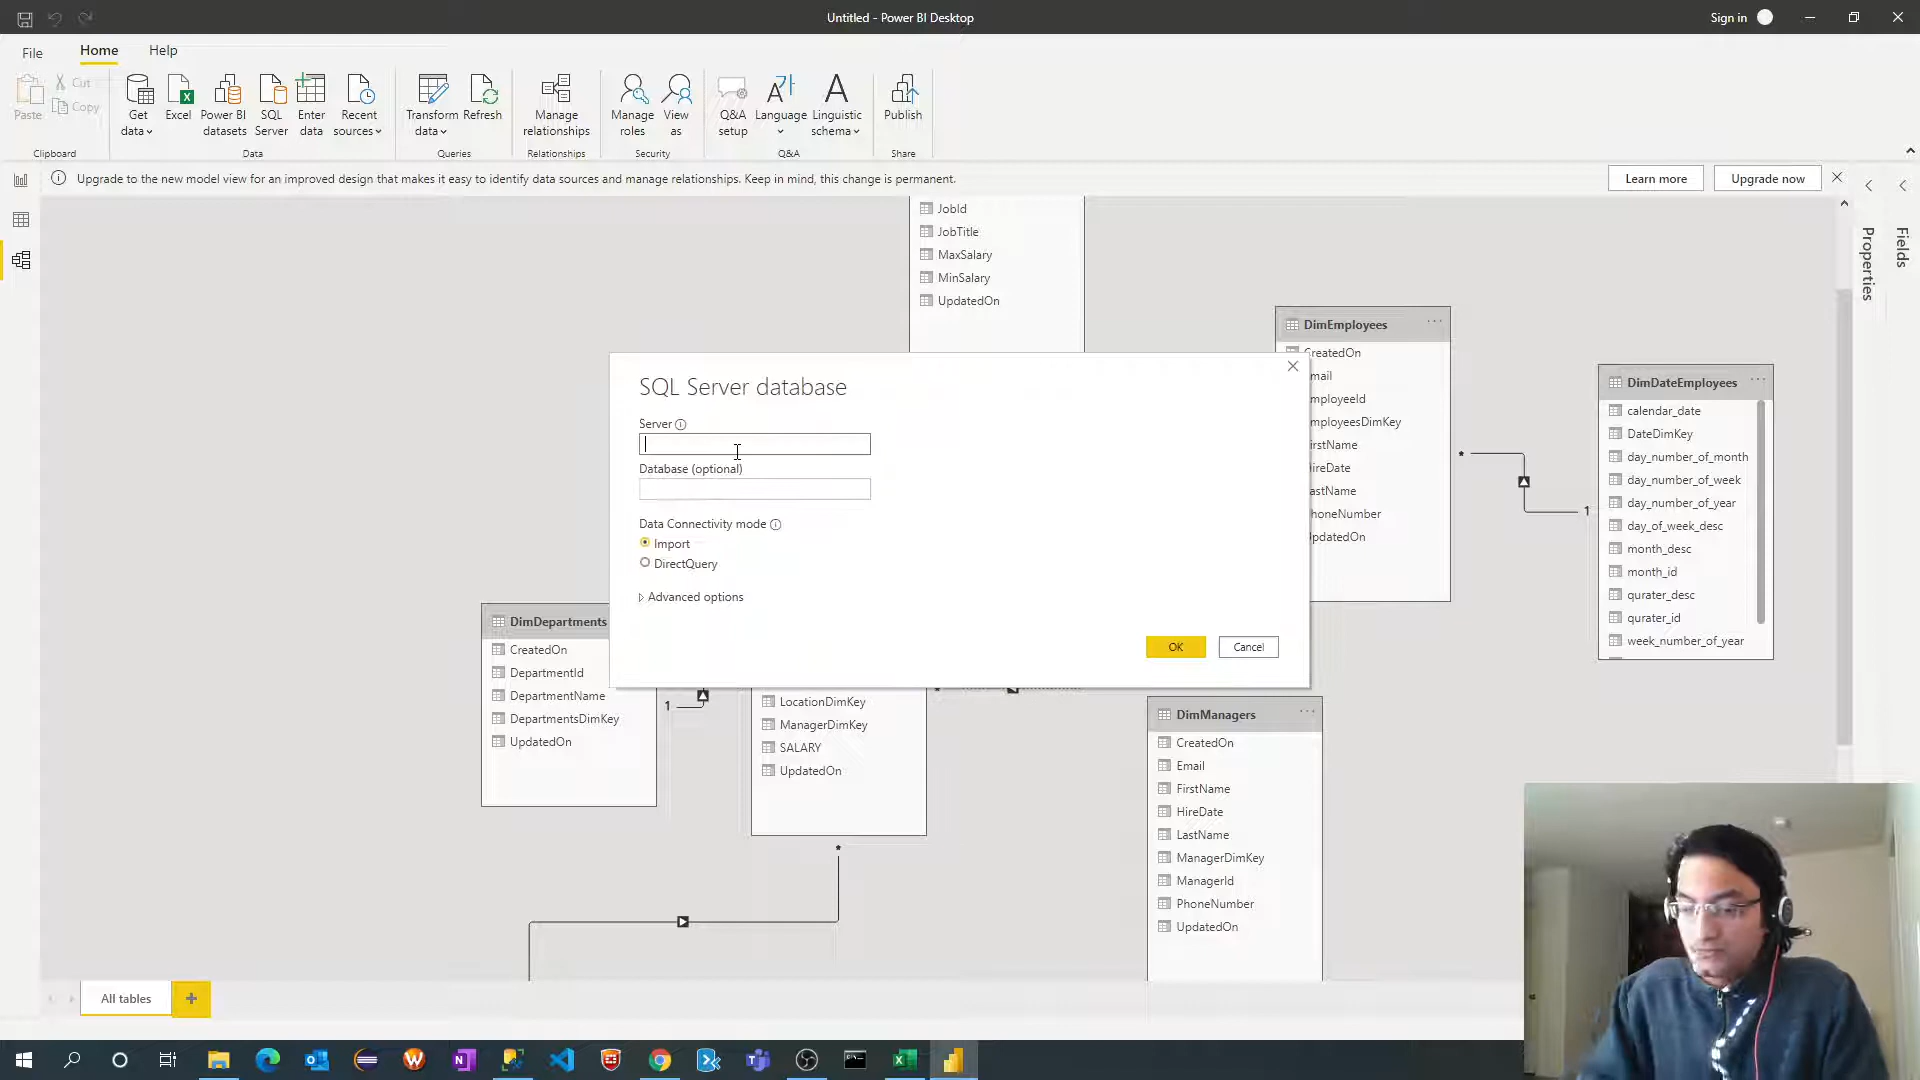 Untitled - Power BI Desktop
Sign in
File
Home
Help
Paste
Cut
Copy
Get data
Excel
Power BI datasets
SQL Server
Enter data
Recent sources
Transform data
Refresh
Manage relationships
Manage roles
View as
Q&A setup
Language
Linguistic schema
Publish
Clipboard
Data
Queries
Relationships
Security
Q&A
Share
Upgrade to the new model view for an improved design that makes it easy to identify data sources and manage relationships. Keep in mind, this change is permanent.
Learn more
Upgrade now
Properties
Fields
JobId
JobTitle
MaxSalary
MinSalary
UpdatedOn
DimEmployees
CreatedOn
mail
mployeeId
mployeesDimKey
irstName
ireDate
astName
honeNumber
pdatedOn
DimDateEmployees
calendar_date
DateDimKey
day_number_of_month
day_number_of_week
day_number_of_year
day_of_week_desc
month_desc
month_id
qurater_desc
qurater_id
week_number_of_year
*
1
SQL Server database
Server
Database (optional)
Data Connectivity mode
Import
DirectQuery
Advanced options
OK
Cancel
DimDepartments
CreatedOn
DepartmentId
DepartmentName
DepartmentsDimKey
UpdatedOn
1
LocationDimKey
ManagerDimKey
SALARY
UpdatedOn
*
*
DimManagers
CreatedOn
Email
FirstName
HireDate
LastName
ManagerDimKey
ManagerId
PhoneNumber
UpdatedOn
All tables
+